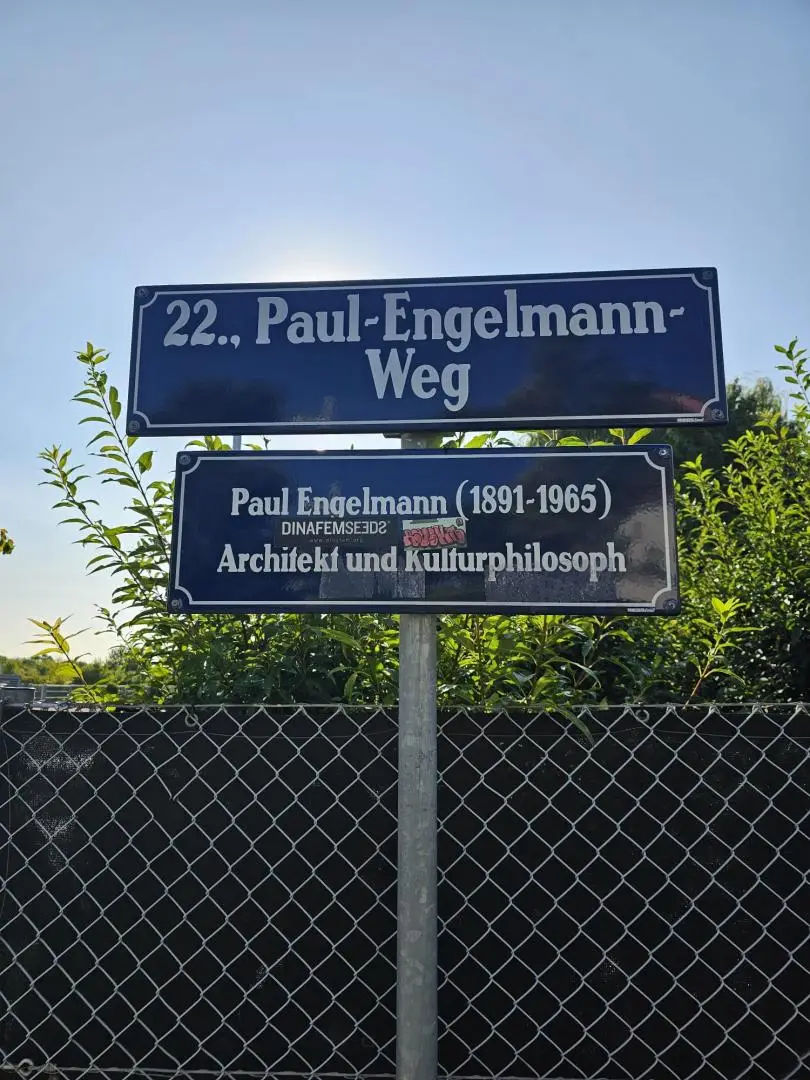 22., Paul-Engelmann-
Weg
Paul Engelmann (1891-1965)
DINAFEMSEEDS
Architekt und Kulturphilosoph